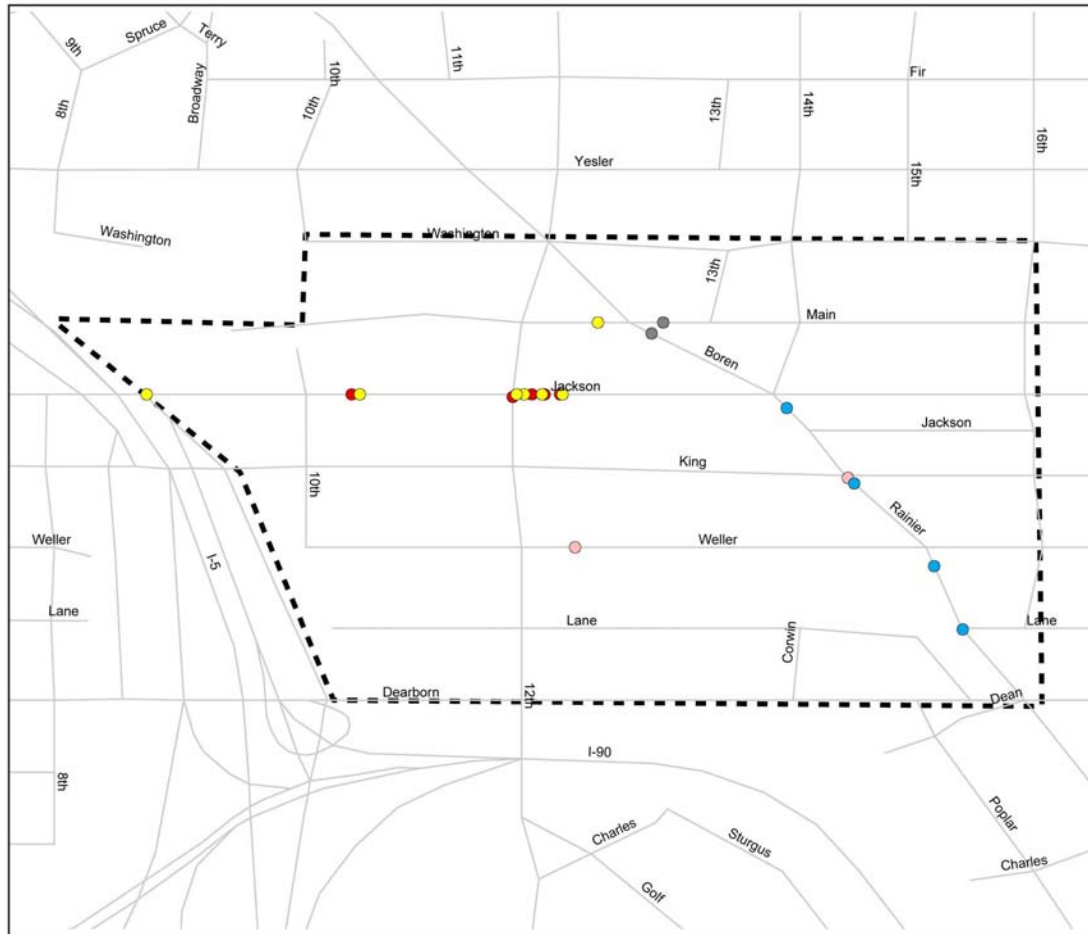 9th
Spruce
Terry
8th
Broadway
10th
10th
11th
13th
14th
Fir
15th
16th
Yesler
Washington
Washington
13th
Main
Boren
Jackson
Jackson
King
10th
Rainier
Weller
Weller
I-5
Lane
Lane
Lane
Corwin
Dearborn
12th
Dean
I-90
8th
Poplar
Charles
Sturgus
Charles
Golf